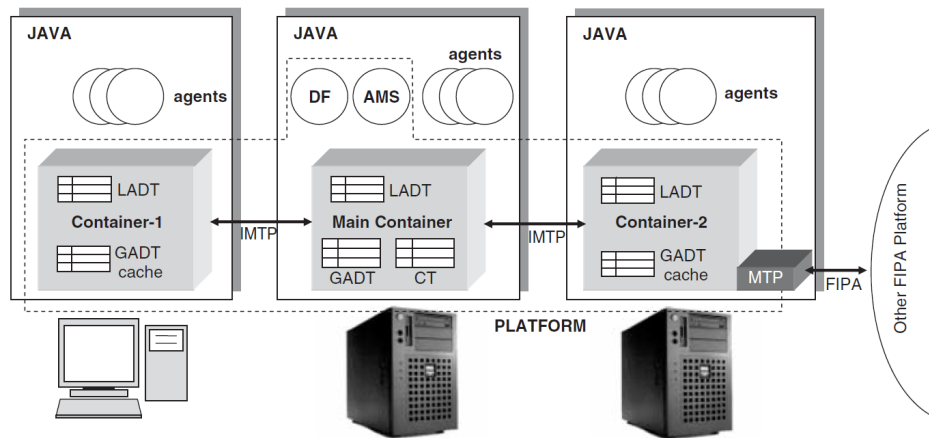 JAVA
agents
LADT
Container-1
GADT
cache
IMTP
JAVA
DF
AMS
agents
LADT
Main Container
GADT
CT
IMTP
JAVA
agents
LADT
Container-2
GADT
cache
MTP
FIPA
Other FIPA Platform
PLATFORM